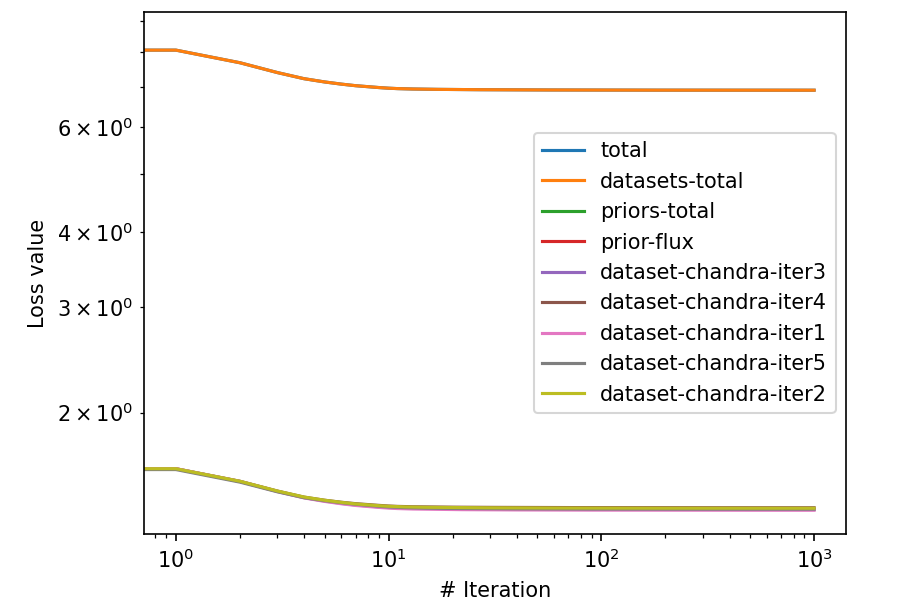 6 × 10⁰
4 × 10⁰
3 × 10⁰
2 × 10⁰
Loss value
total
datasets-total
priors-total
prior-flux
dataset-chandra-iter3
dataset-chandra-iter4
dataset-chandra-iter1
dataset-chandra-iter5
dataset-chandra-iter2
10⁰ 10¹ 10² 10³
# Iteration